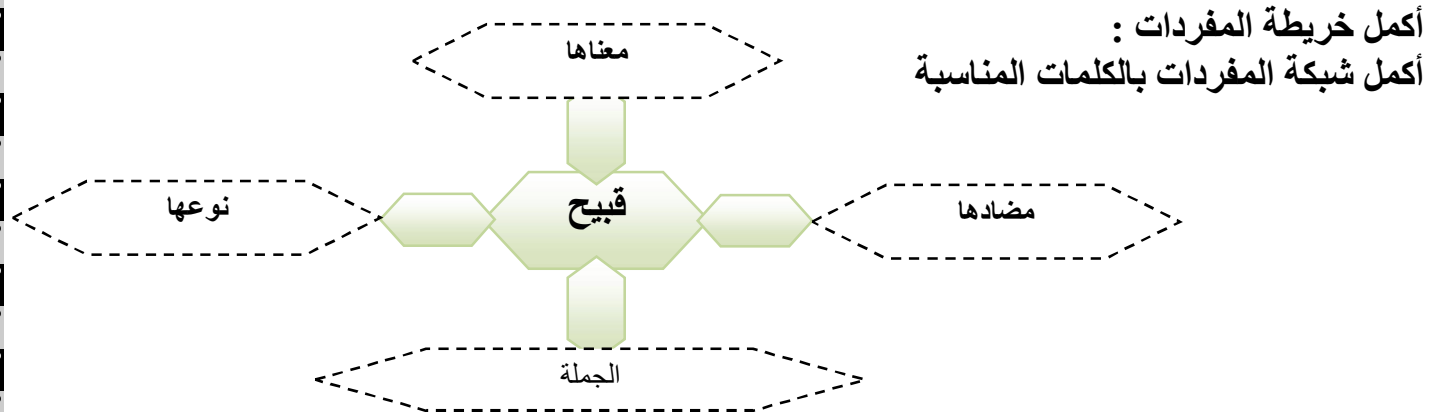 أكمل خريطة المفردات :
أكمل شبكة المفردات بالكلمات المناسبة
معناها
مضادها
قبيح
نوعها
الجملة